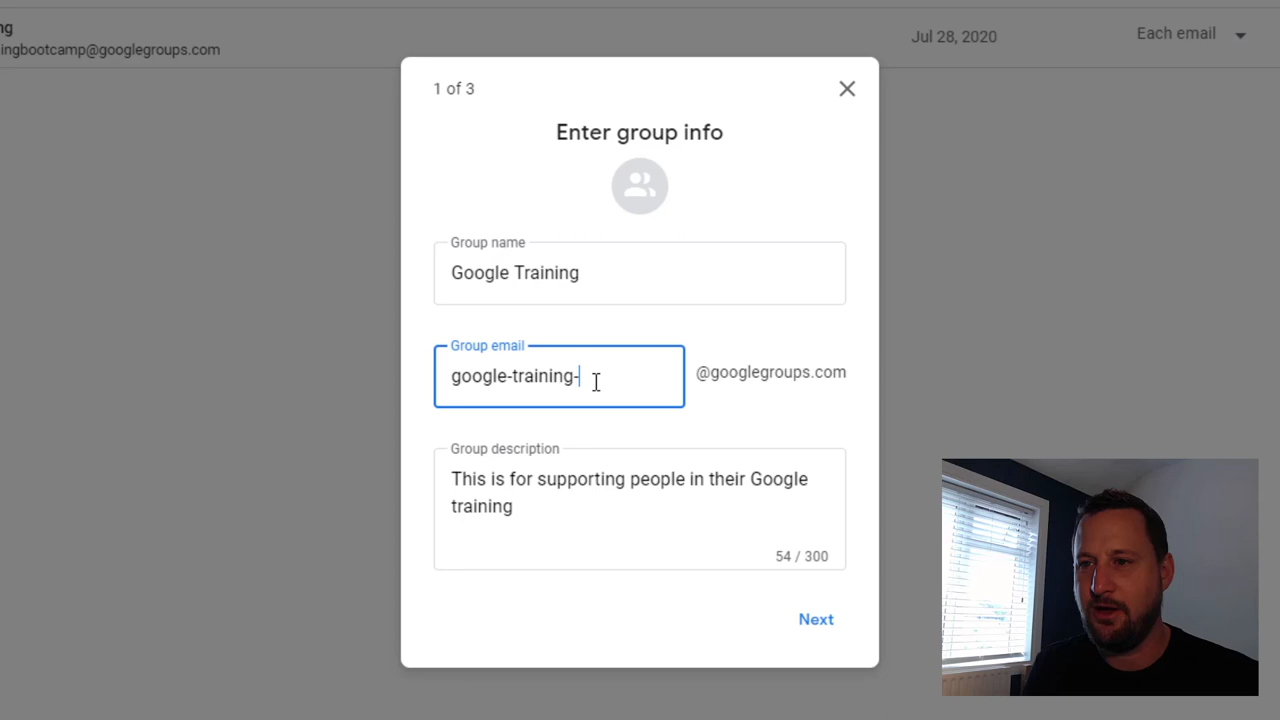 ng
ingbootcamp@googlegroups.com
Jul 28, 2020
Each email
1 of 3
Enter group info
Group name
Google Training
Group email
google-training-
@googlegroups.com
Group description
This is for supporting people in their Google
training
54 / 300
Next